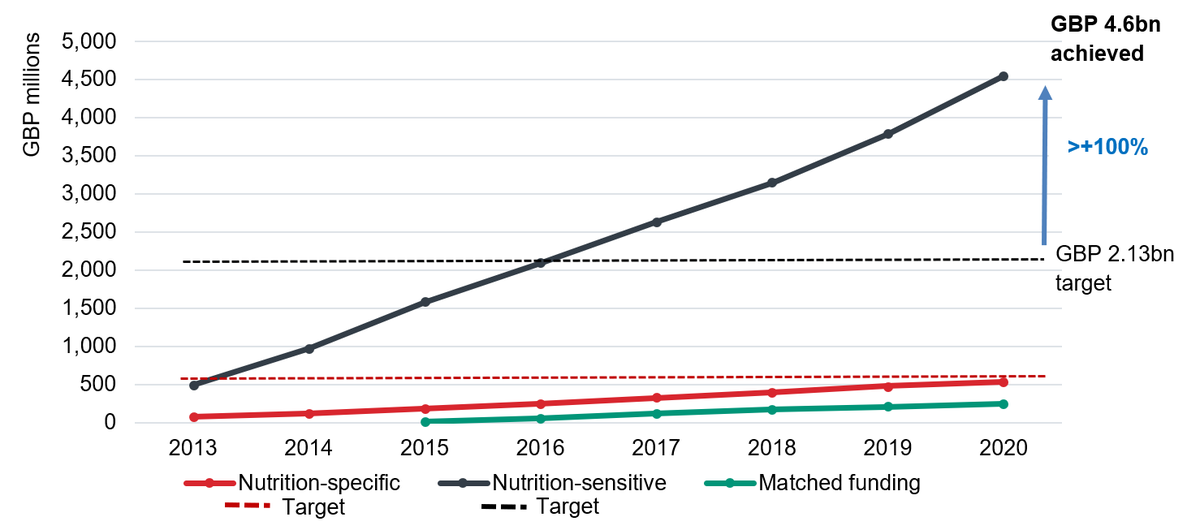 GBP 4.6bn
achieved
GBP millions
5,000
4,500
4,000
3,500
3,000
2,500
2,000
1,500
1,000
500
0
>+100%
GBP 2.13bn
target
2013 2014 2015 2016 2017 2018 2019 2020
Nutrition-specific Nutrition-sensitive Matched funding
Target Target